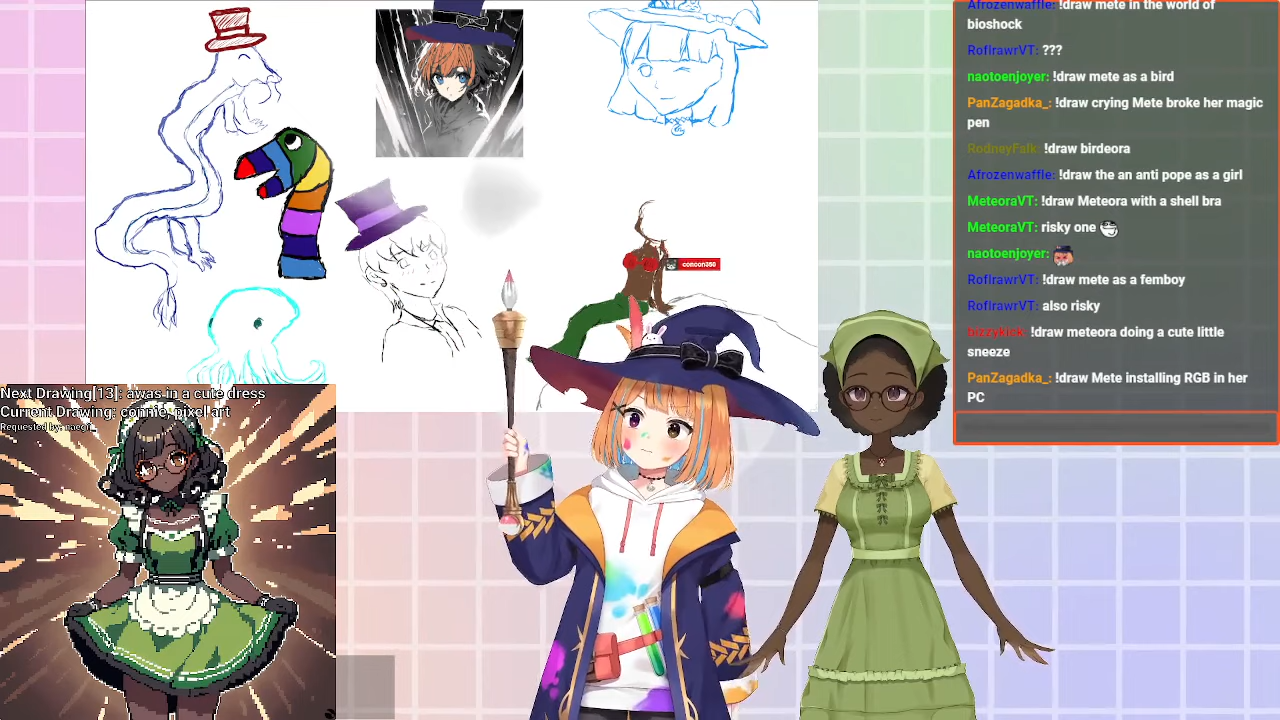 Afrozenwaffle: !draw mete in the world of
bioshock
RoflrawrVT: ???
naotoenjoyer: !draw mete as a bird
PanZagadka_: !draw crying Mete broke her magic
pen
RodneyFalk: !draw birdeora
Afrozenwaffle: !draw the an anti pope as a girl
MeteoraVT: !draw Meteora with a shell bra
MeteoraVT: risky one
naotoenjoyer:
RoflrawrVT: !draw mete as a femboy
RoflrawrVT: also risky
bizzykick: !draw meteora doing a cute little
sneeze
PanZagadka_: !draw Mete installing RGB in her
PC
concon350
Next Drawing[13]: awas in a cute dress
Current Drawing: connie, pixel art
Requested by: